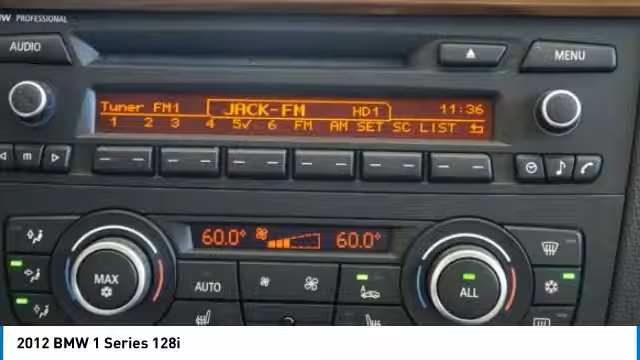 W PROFESSIONAL
AUDIO
MENU
Tuner FM1 JACK-FM HD1 11:36
1 2 3 4 5✓ 6 FM AM SET SC LIST
m
60.0° 60.0°
MAX
AUTO
ALL
2012 BMW 1 Series 128i